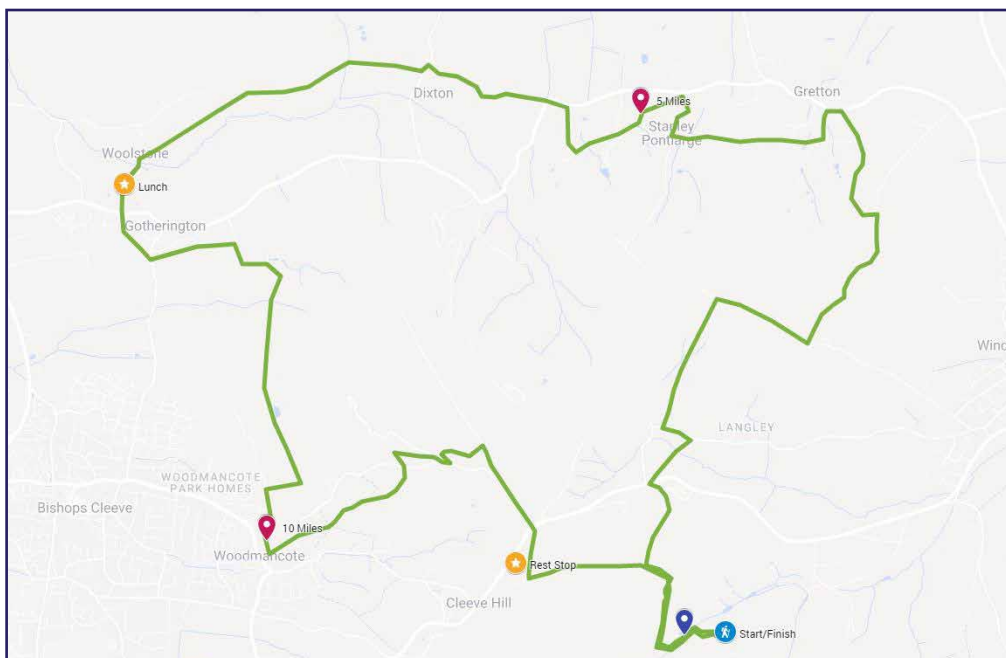 Dixton
5 Miles
Gretton
Stanley
Pontlarge
Woolstone
Lunch
Gotherington
LANGLEY
WOODMANCOTE
PARK HOMES
Bishops Cleeve
10 Miles
Woodmancote
Rest Stop
Cleeve Hill
Start/Finish
Winc